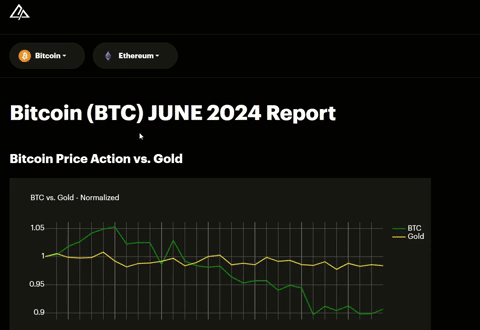 Bitcoin Ethereum
Bitcoin (BTC) JUNE 2024 Report
Bitcoin Price Action vs. Gold
BTC vs. Gold - Normalized
1.05
1
0.95
0.9
BTC
Gold